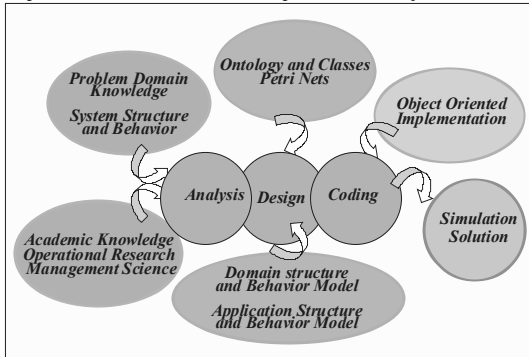 Problem Domain
Knowledge
System Structure
and Behavior
Ontology and Classes
Petri Nets
Object Oriented
Implementation
Analysis
Design
Coding
Simulation
Solution
Academic Knowledge
Operational Research
Management Science
Domain structure
and Behavior Model
Application Structure
and Behavior Model